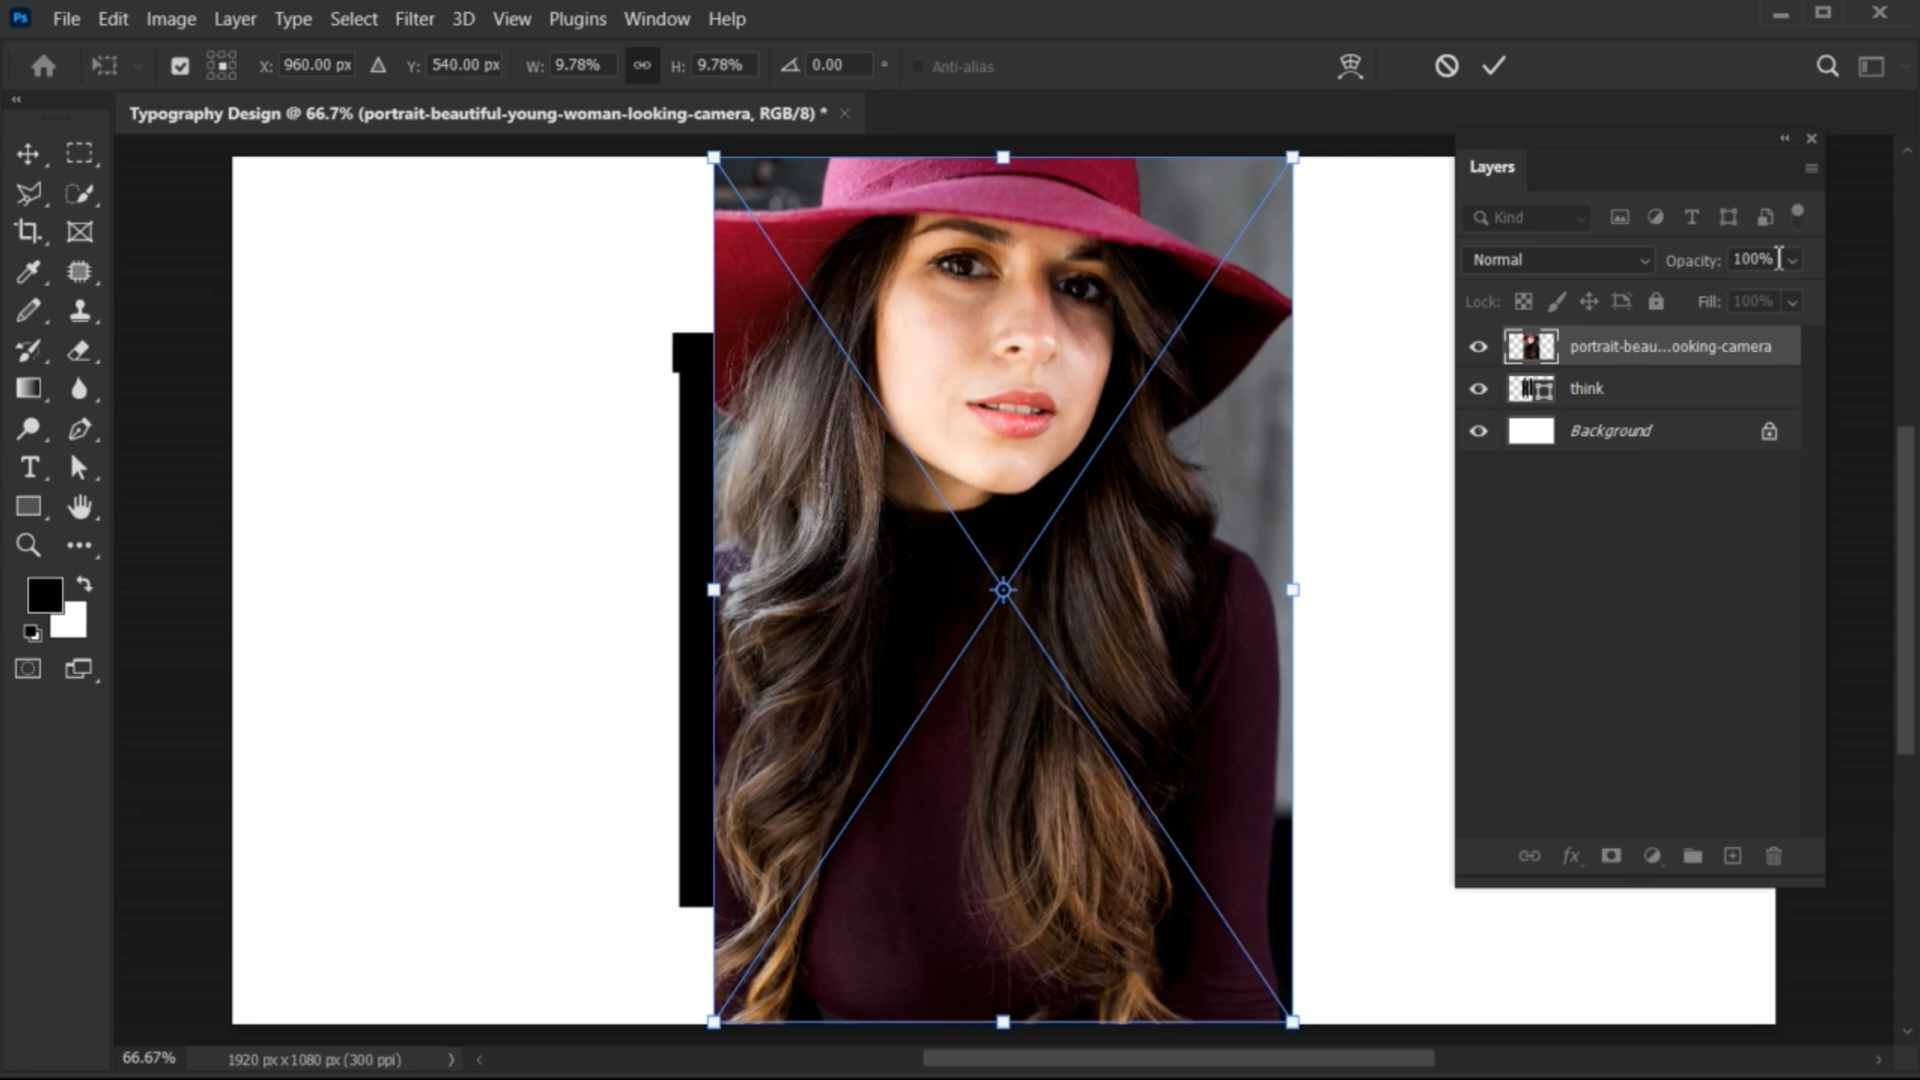 Ps File Edit Image Layer Type Select Filter 3D View Plugins Window Help
X: 960.00 px Y: 540.00 px W: 9.78% H: 9.78% 0.00 ° Anti-alias
Typography Design @ 66.7% (portrait-beautiful-young-woman-looking-camera, RGB/8) *
Layers
Kind
Normal Opacity: 100%
Lock: Fill: 100%
portrait-beau...ooking-camera
think
Background
fx
66.67% 1920 px x 1080 px (300 ppi)